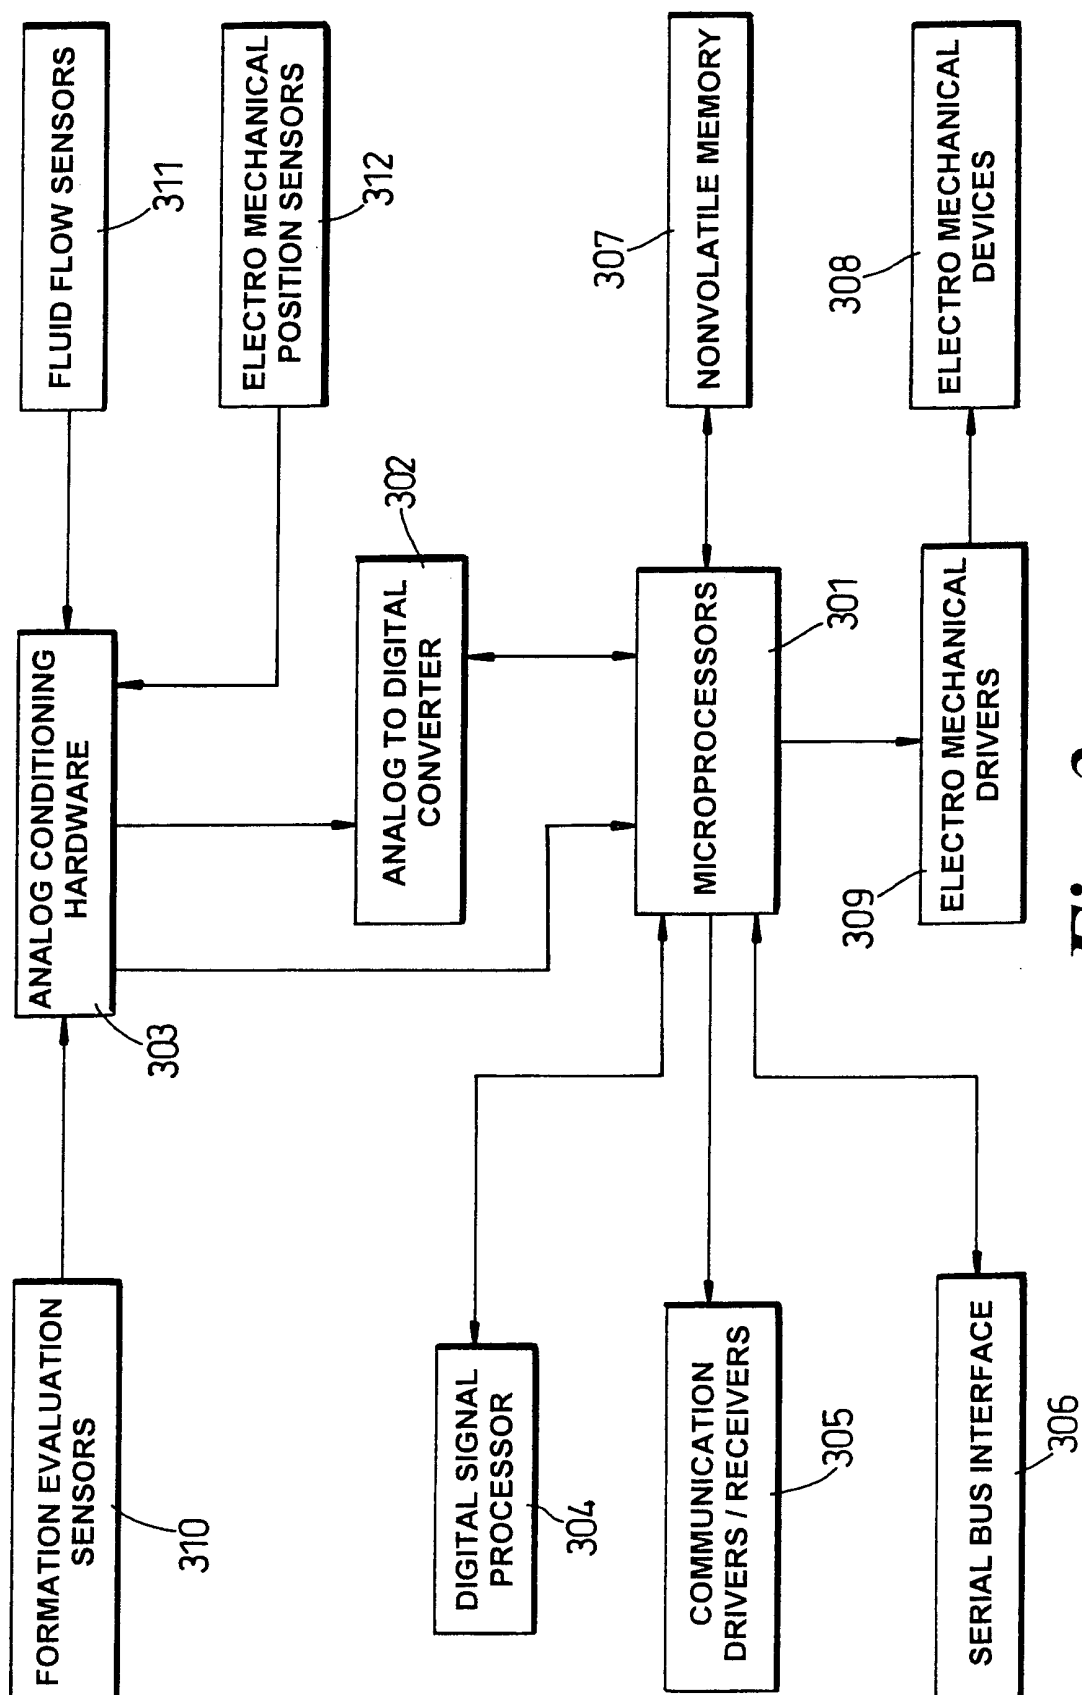 FORMATION EVALUATION
SENSORS
310
ANALOG CONDITIONING
HARDWARE
303
FLUID FLOW SENSORS
311
ELECTRO MECHANICAL
POSITION SENSORS
312
ANALOG TO DIGITAL
CONVERTER
302
DIGITAL SIGNAL
PROCESSOR
304
COMMUNICATION
DRIVERS / RECEIVERS
305
MICROPROCESSORS
301
NONVOLATILE MEMORY
307
SERIAL BUS INTERFACE
306
ELECTRO MECHANICAL
DRIVERS
309
ELECTRO MECHANICAL
DEVICES
308